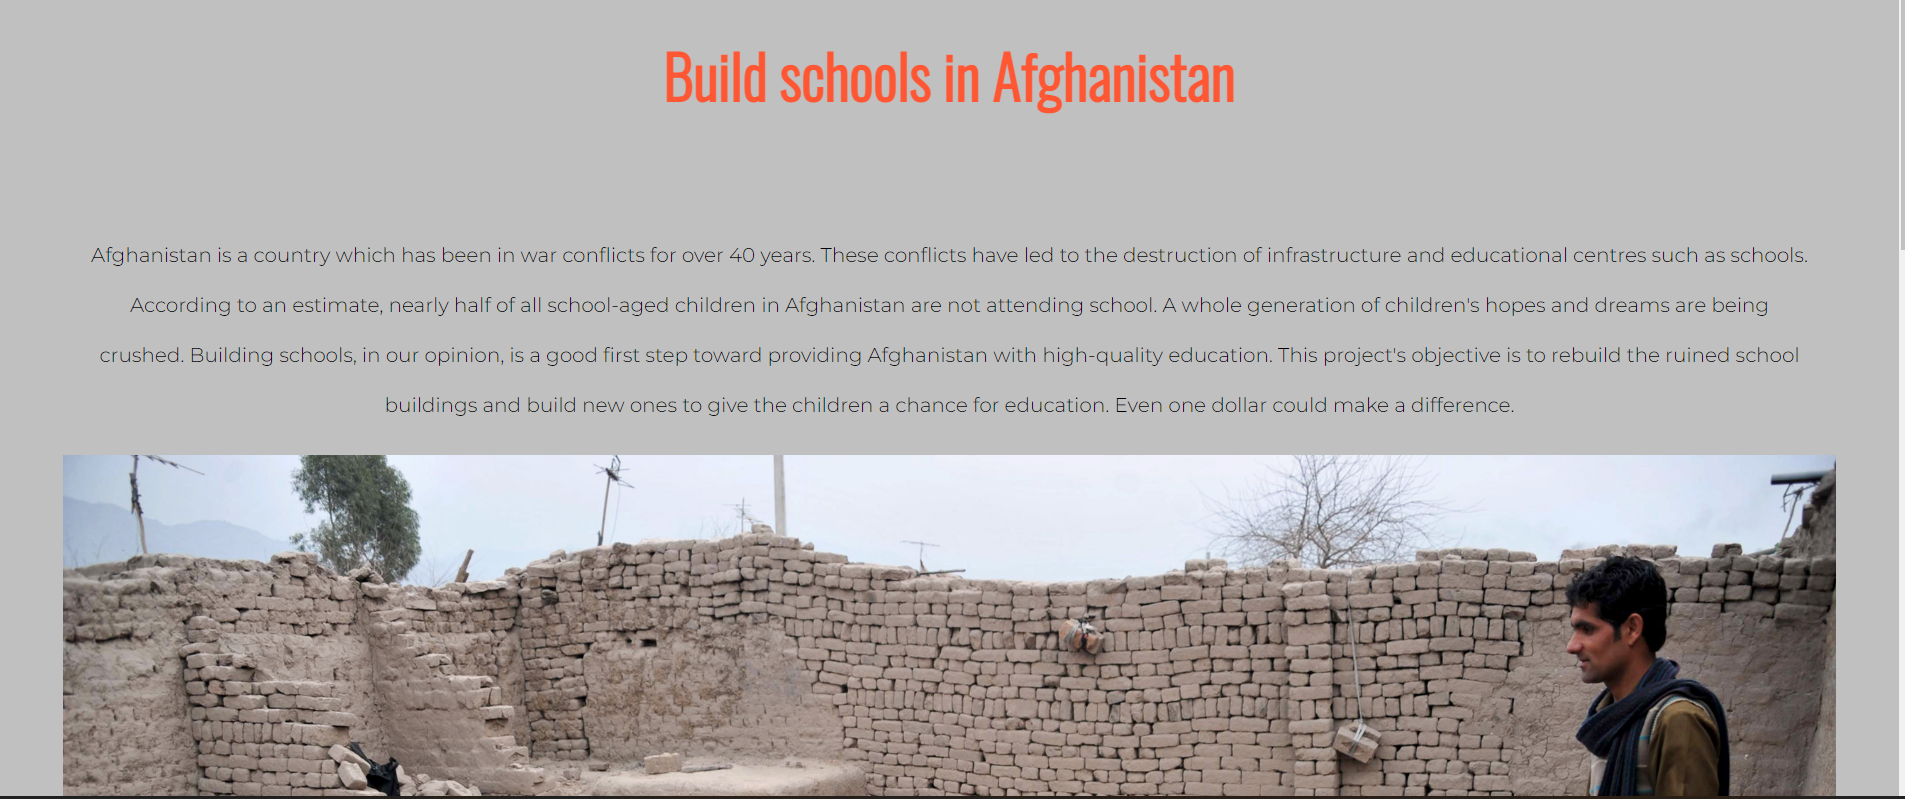 Build schools in Afghanistan
Afghanistan is a country which has been in war conflicts for over 40 years. These conflicts have led to the destruction of infrastructure and educational centres such as schools.
According to an estimate, nearly half of all school-aged children in Afghanistan are not attending school. A whole generation of children's hopes and dreams are being
crushed. Building schools, in our opinion, is a good first step toward providing Afghanistan with high-quality education. This project's objective is to rebuild the ruined school
buildings and build new ones to give the children a chance for education. Even one dollar could make a difference.